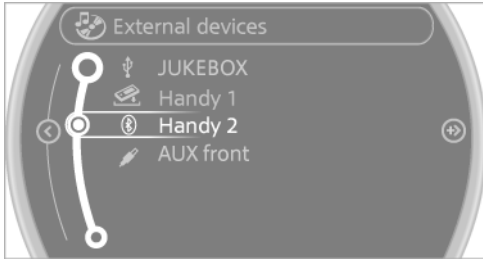 External devices
JUKEBOX
Handy 1
Handy 2
AUX front